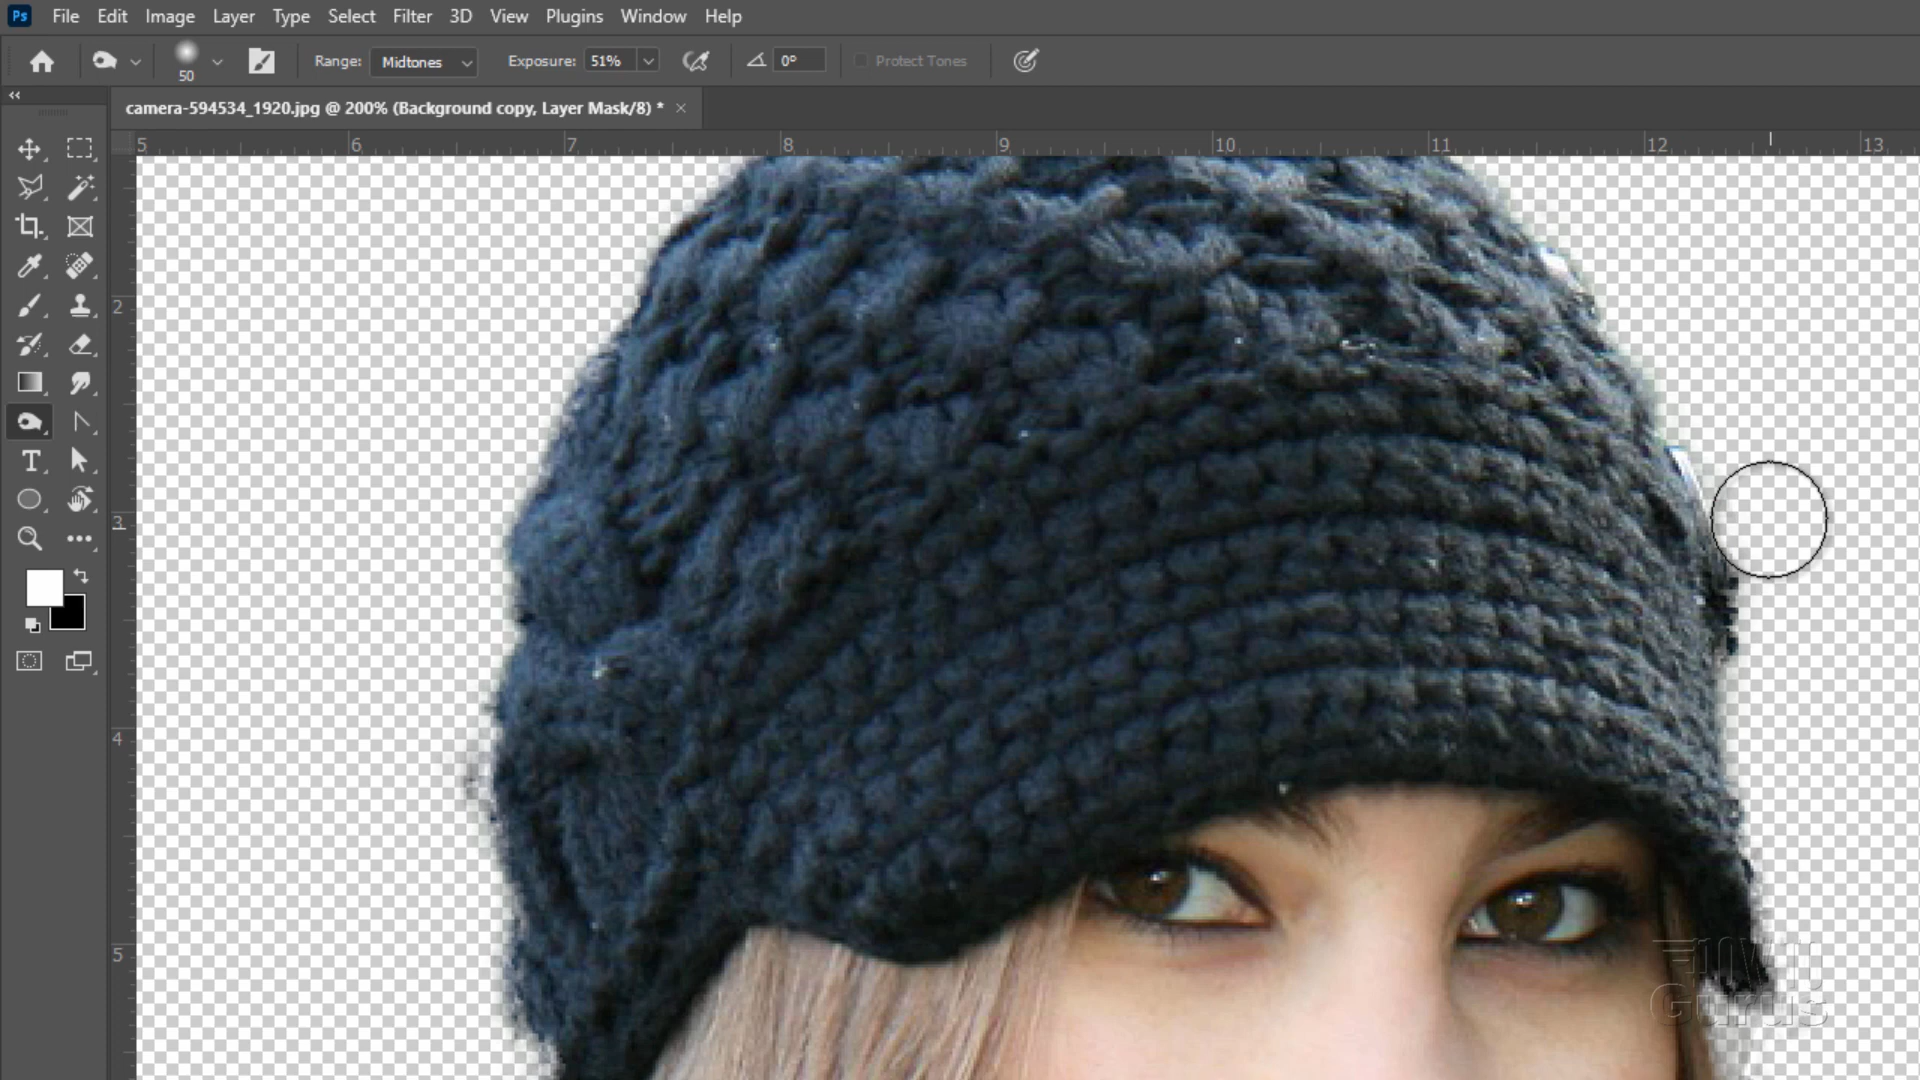 Ps File Edit Image Layer Type Select Filter 3D View Plugins Window Help
50 Range: Midtones Exposure: 51% 0° Protect Tones
camera-594534_1920.jpg @ 200% (Background copy, Layer Mask/8) * ×
5 6 7 8 9 10 11 12 13
2
3
4
5
T
Gurus